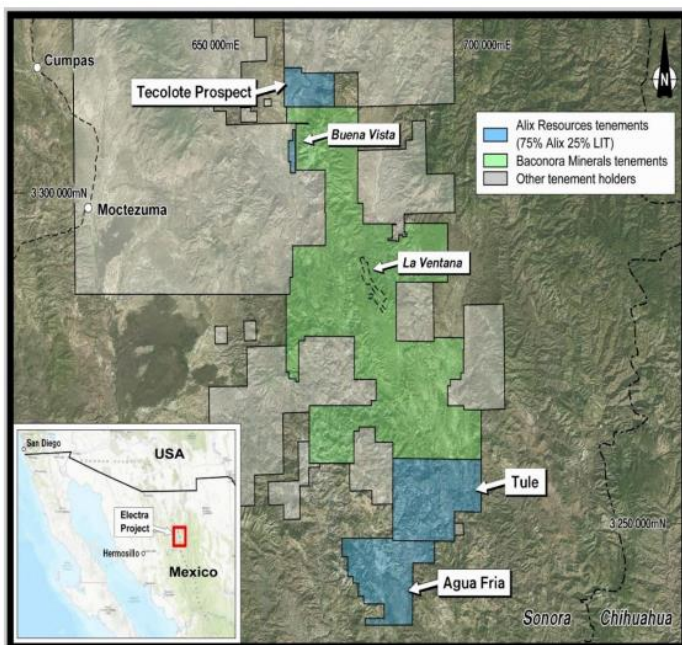 650 000mE
700 000mE
Cumpas
Tecolote Prospect
N
Buena Vista
Alix Resources tenements
(75% Alix 25% LIT)
Baconora Minerals tenements
Other tenement holders
3 300 000mN
Moctezuma
La Ventana
San Diego
USA
Electra
Project
Hermosillo
Mexico
Tule
3 250 000mN
Agua Fria
Sonora
Chihuahua